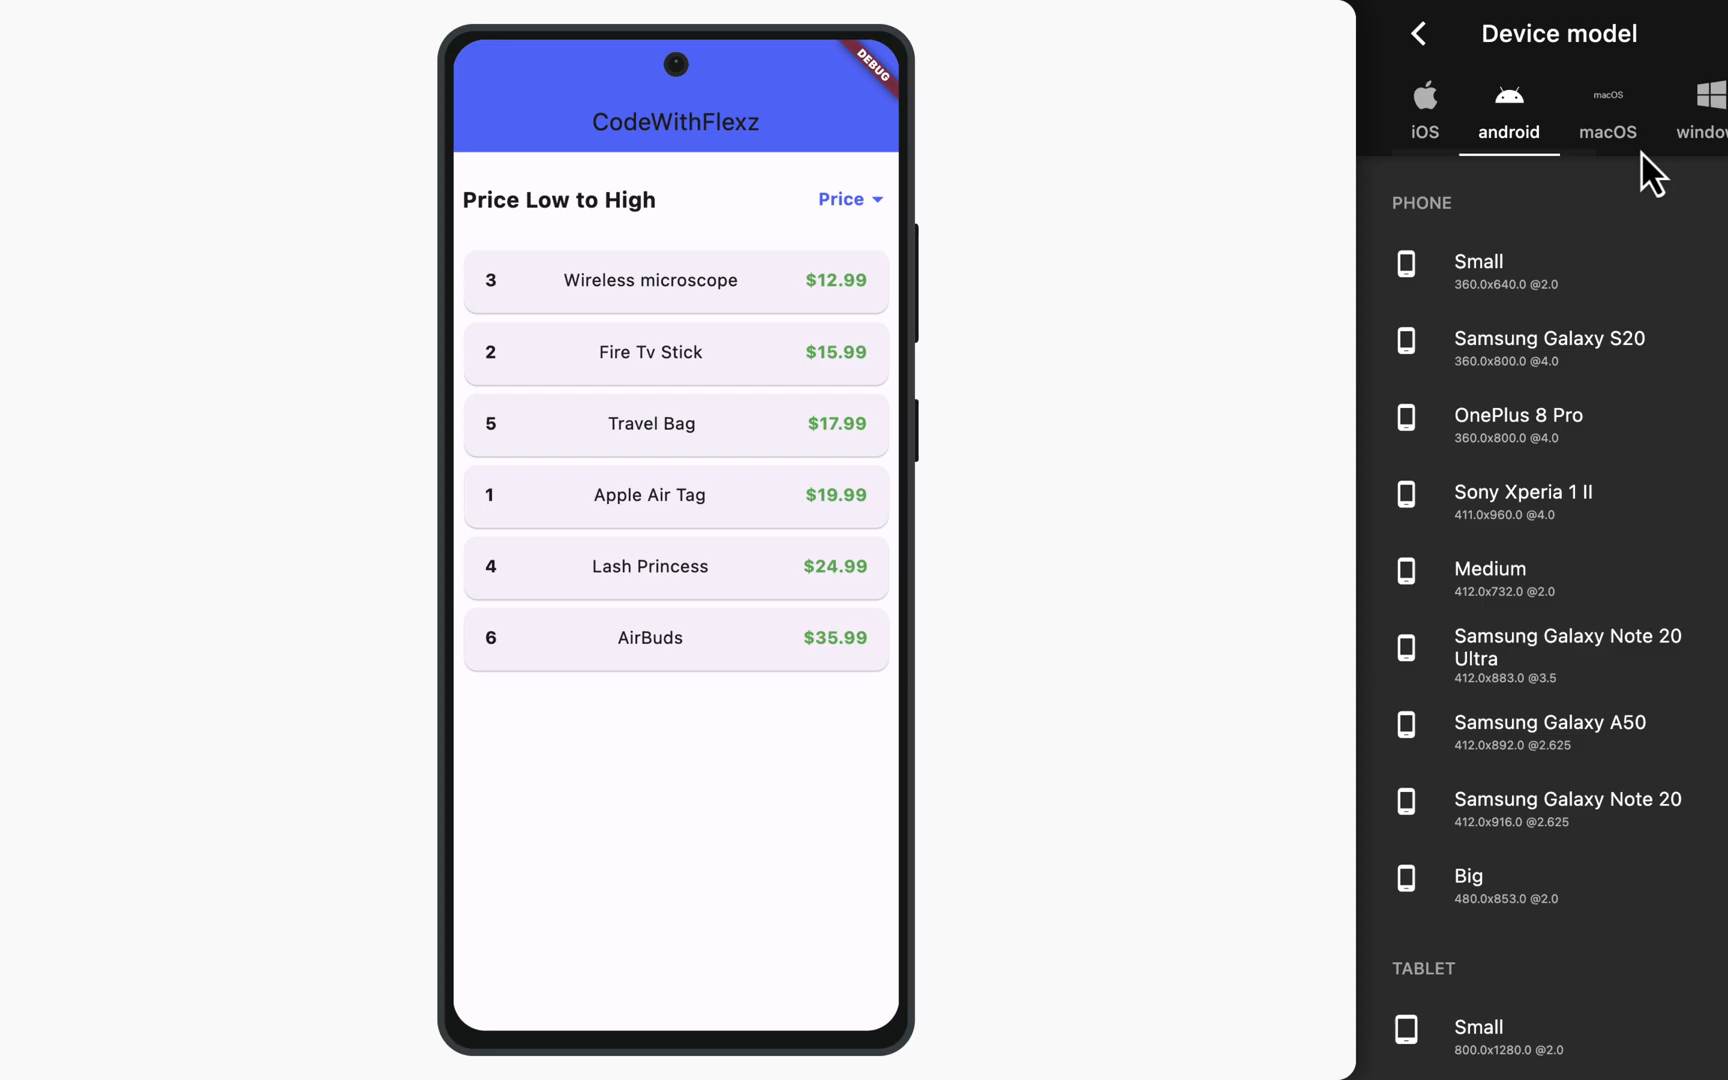 DEBUG
CodeWithFlexz
Price Low to High
Price
3 Wireless microscope $12.99
2 Fire Tv Stick $15.99
5 Travel Bag $17.99
1 Apple Air Tag $19.99
4 Lash Princess $24.99
6 AirBuds $35.99
Device model
macOS
iOS android macOS window
PHONE
Small
360.0x640.0 @2.0
Samsung Galaxy S20
360.0x800.0 @4.0
OnePlus 8 Pro
360.0x800.0 @4.0
Sony Xperia 1 II
411.0x960.0 @4.0
Medium
412.0x732.0 @2.0
Samsung Galaxy Note 20
Ultra
412.0x883.0 @3.5
Samsung Galaxy A50
412.0x892.0 @2.625
Samsung Galaxy Note 20
412.0x916.0 @2.625
Big
480.0x853.0 @2.0
TABLET
Small
800.0x1280.0 @2.0